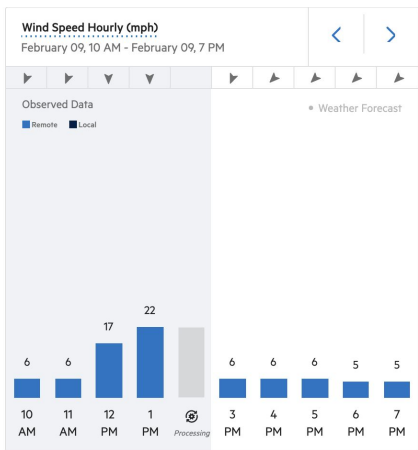 Wind Speed Hourly (mph)
February 09, 10 AM - February 09, 7 PM
Observed Data
Weather Forecast
Remote Local
22
17
6 6 6 6 6 5 5
10 11 12 1 3 4 5 6 7
AM AM PM PM Processing PM PM PM PM PM